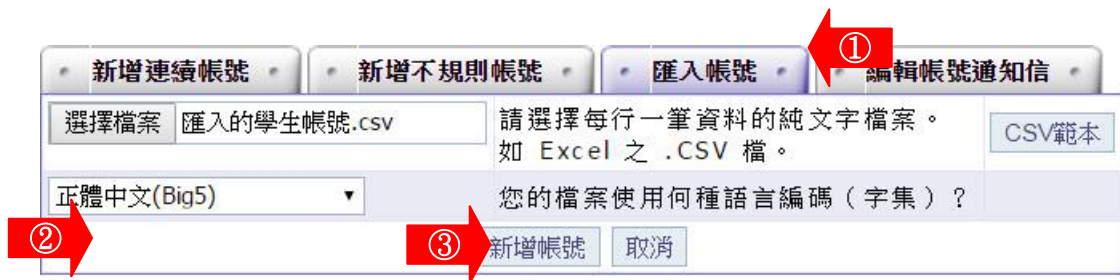 ①
新增連續帳號 新增不規則帳號 匯入帳號 編輯帳號通知信
選擇檔案 匯入的學生帳號.csv 請選擇每行一筆資料的純文字檔案。
如 Excel 之 .CSV 檔。
CSV範本
正體中文(Big5) 您的檔案使用何種語言編碼（字集）？
②
③ 新增帳號 取消